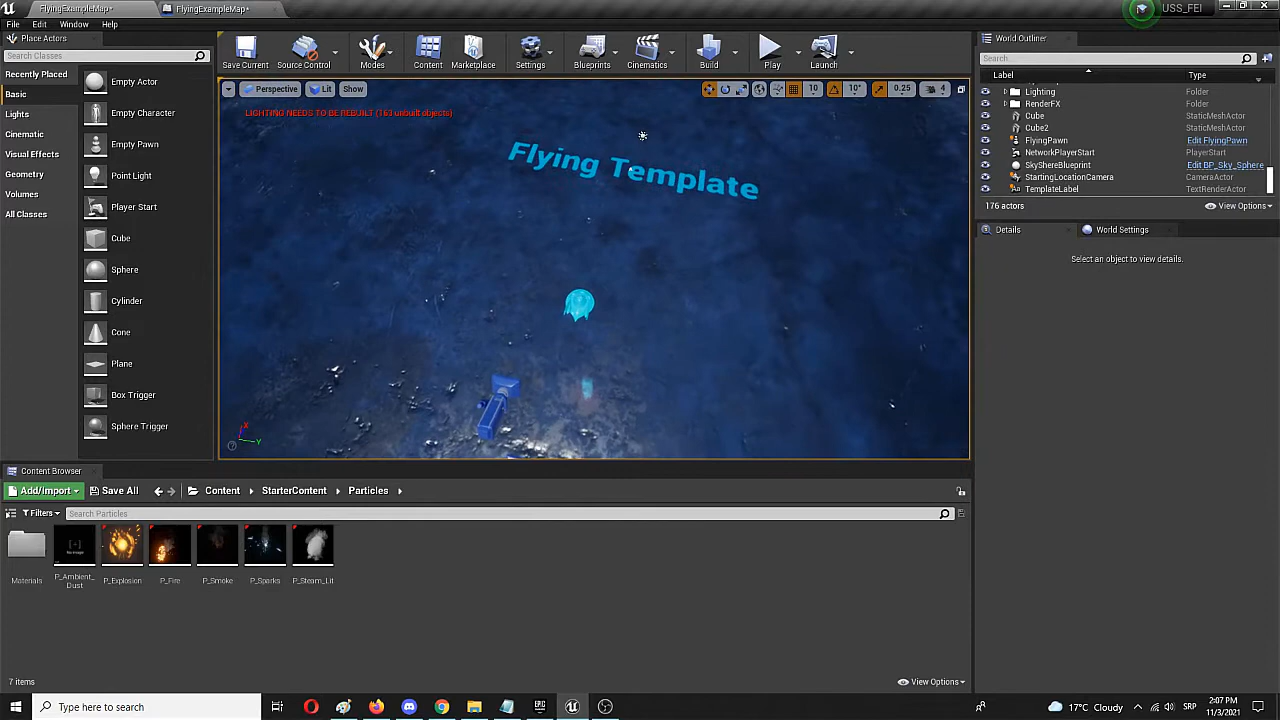 FlyingExampleMap*
FlyingExampleMap*
USS_FEI
File Edit Window Help
Place Actors
Search Classes
Recently Placed
Basic
Lights
Cinematic
Visual Effects
Geometry
Volumes
All Classes
Empty Actor
Empty Character
Empty Pawn
Point Light
Player Start
Cube
Sphere
Cylinder
Cone
Plane
Box Trigger
Sphere Trigger
Save Current
Source Control
Modes
Content
Marketplace
Settings
Blueprints
Cinematics
Build
Play
Launch
Perspective Lit Show
10 10° 0.25 4
LIGHTING NEEDS TO BE REBUILT (163 unbuilt objects)
Flying Template
X
Y
World Outliner
Search...
Label Type
Lighting Folder
RenderFX Folder
Cube StaticMeshActor
Cube2 StaticMeshActor
FlyingPawn Edit FlyingPawn
NetworkPlayerStart PlayerStart
SkyShereBlueprint Edit BP_Sky_Sphere
StartingLocationCamera CameraActor
TemplateLabel TextRenderActor
176 actors View Options
Details World Settings
Select an object to view details.
Content Browser
Add/Import Save All Content StarterContent Particles
Filters Search Particles
No Image
Materials
P_Ambient_
Dust
P_Explosion
P_Fire
P_Smoke
P_Sparks
P_Steam_Lit
7 items View Options
Type here to search
EPIC
17°C Cloudy SRP
2:07 PM
11/3/2021